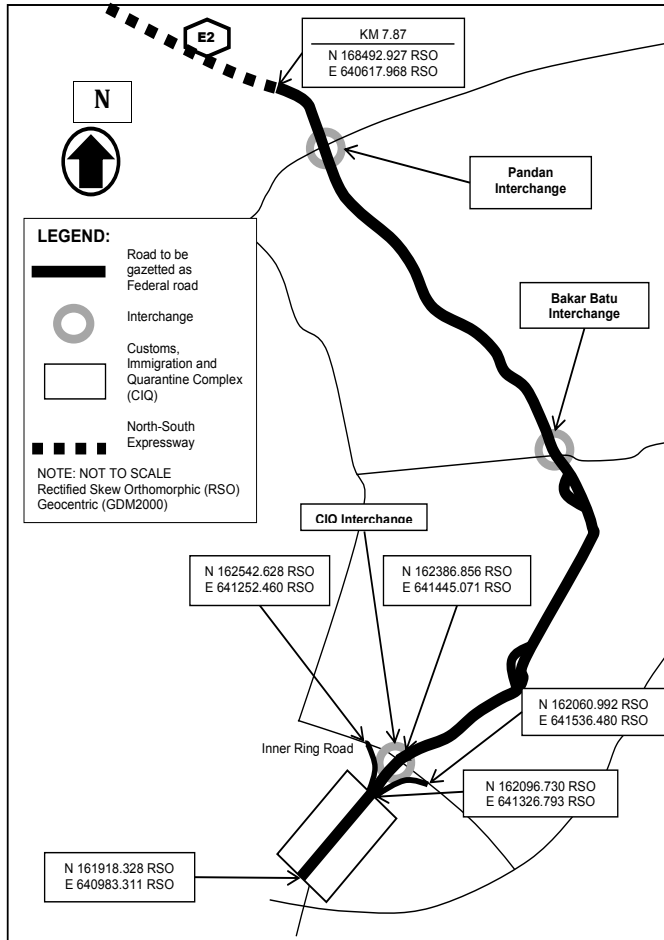 E2
KM 7.87
N 168492.927 RSO
E 640617.968 RSO
N
Pandan
Interchange
LEGEND:
Road to be
gazetted as
Federal road
Interchange
Customs,
Immigration and
Quarantine Complex
(CIQ)
North-South
Expressway
NOTE: NOT TO SCALE
Rectified Skew Orthomorphic (RSO)
Geocentric (GDM2000)
Bakar Batu
Interchange
CIQ Interchange
N 162542.628 RSO
E 641252.460 RSO
N 162386.856 RSO
E 641445.071 RSO
N 162060.992 RSO
E 641536.480 RSO
Inner Ring Road
N 162096.730 RSO
E 641326.793 RSO
N 161918.328 RSO
E 640983.311 RSO